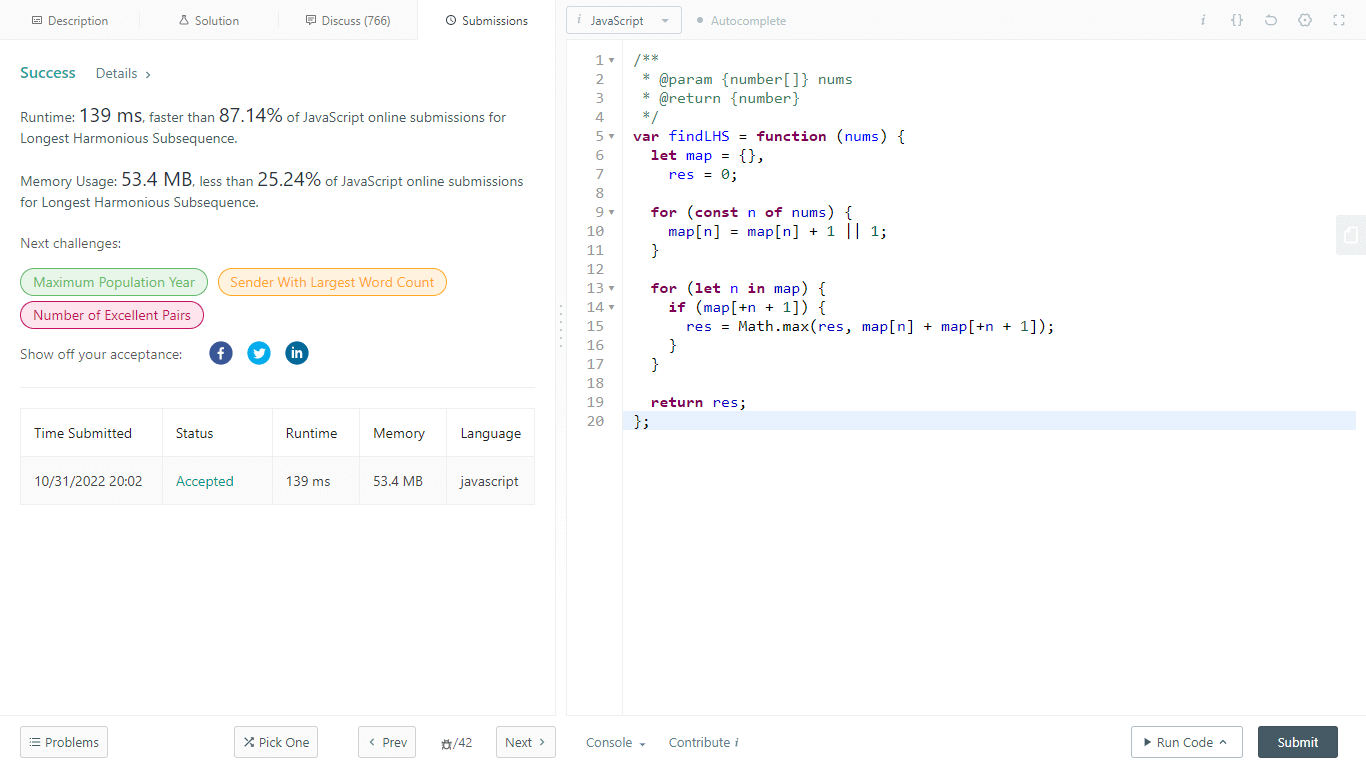 Description
Solution
Discuss (766)
Submissions
Success
Details ›
Runtime: 139 ms, faster than 87.14% of JavaScript online submissions for
Longest Harmonious Subsequence.
Memory Usage: 53.4 MB, less than 25.24% of JavaScript online submissions
for Longest Harmonious Subsequence.
Next challenges:
Maximum Population Year
Sender With Largest Word Count
Number of Excellent Pairs
Show off your acceptance:
f
in
Time Submitted Status Runtime Memory Language
10/31/2022 20:02 Accepted 139 ms 53.4 MB javascript
Problems
Pick One
‹ Prev
/42
Next ›
i JavaScript
Autocomplete
i {}
1 /**
2  * @param {number[]} nums
3  * @return {number}
4  */
5 var findLHS = function (nums) {
6   let map = {},
7     res = 0;
8
9   for (const n of nums) {
10     map[n] = map[n] + 1 || 1;
11   }
12
13   for (let n in map) {
14     if (map[+n + 1]) {
15       res = Math.max(res, map[n] + map[+n + 1]);
16     }
17   }
18
19   return res;
20 };
Console
Contribute i
Run Code
Submit